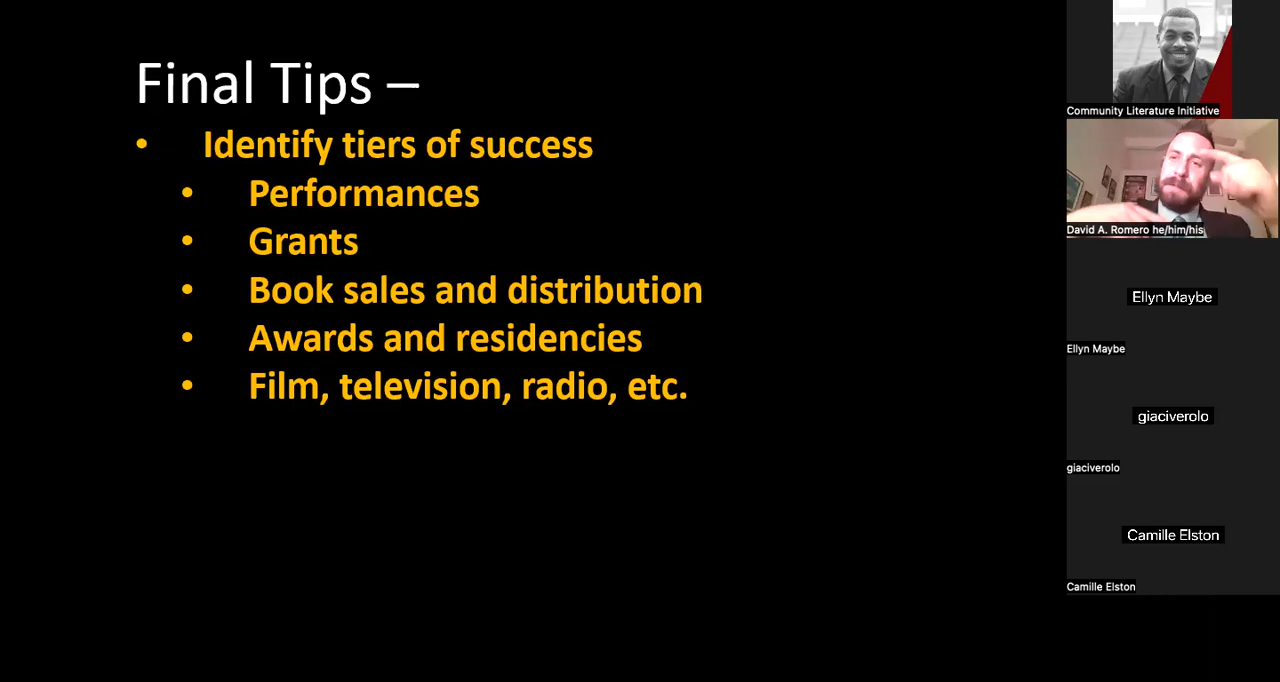 Final Tips –
• Identify tiers of success
• Performances
• Grants
• Book sales and distribution
• Awards and residencies
• Film, television, radio, etc.
Community Literature Initiative
David A. Romero he/him/his
Ellyn Maybe
Ellyn Maybe
giaciverolo
giaciverolo
Camille Elston
Camille Elston